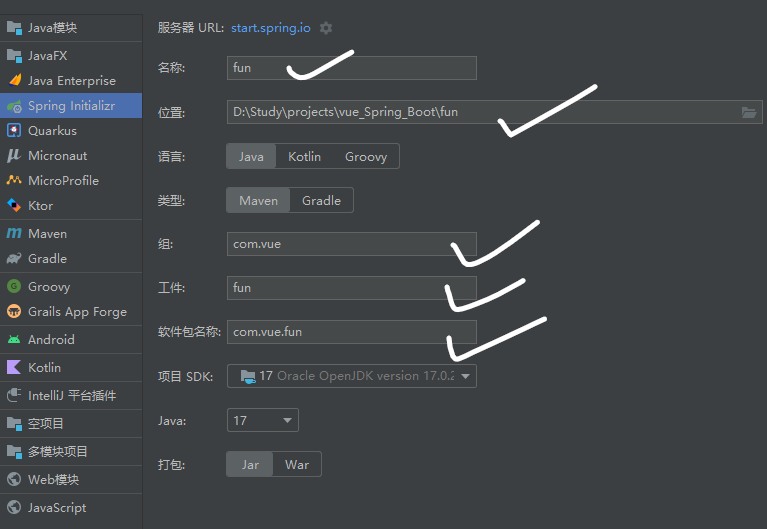 Java模块
JavaFX
Java Enterprise
Spring Initializr
Quarkus
Micronaut
MicroProfile
Ktor
Maven
Gradle
Groovy
Grails App Forge
Android
Kotlin
IntelliJ 平台插件
空项目
多模块项目
Web模块
JavaScript
服务器 URL: start.spring.io
名称: fun
位置: D:\Study\projects\vue_Spring_Boot\fun
语言: Java Kotlin Groovy
类型: Maven Gradle
组: com.vue
工件: fun
软件包名称: com.vue.fun
项目 SDK: 17 Oracle OpenJDK version 17.0.2
Java: 17
打包: Jar War